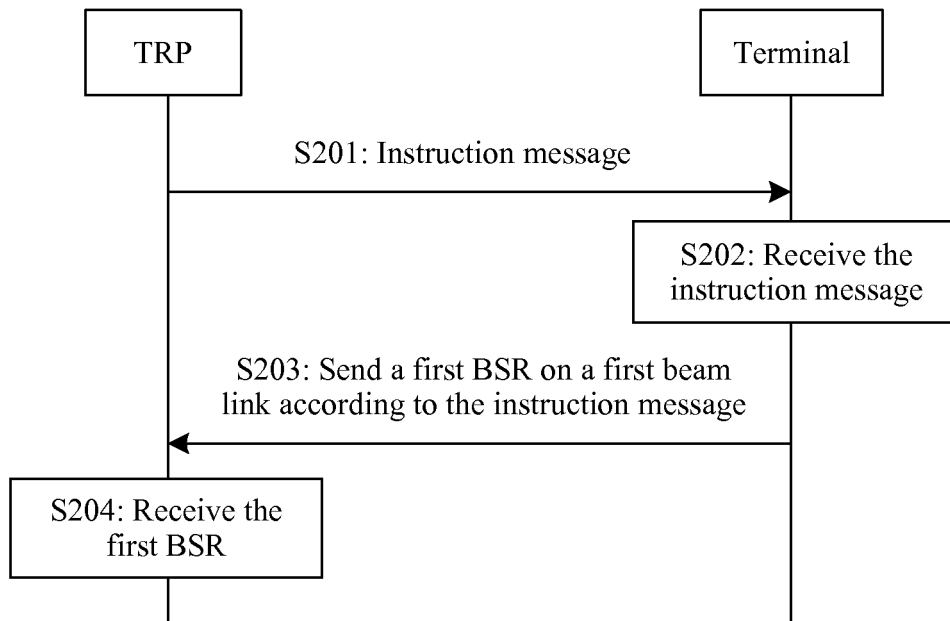 TRP
Terminal
S201: Instruction message
S202: Receive the
instruction message
S203: Send a first BSR on a first beam
link according to the instruction message
S204: Receive the
first BSR